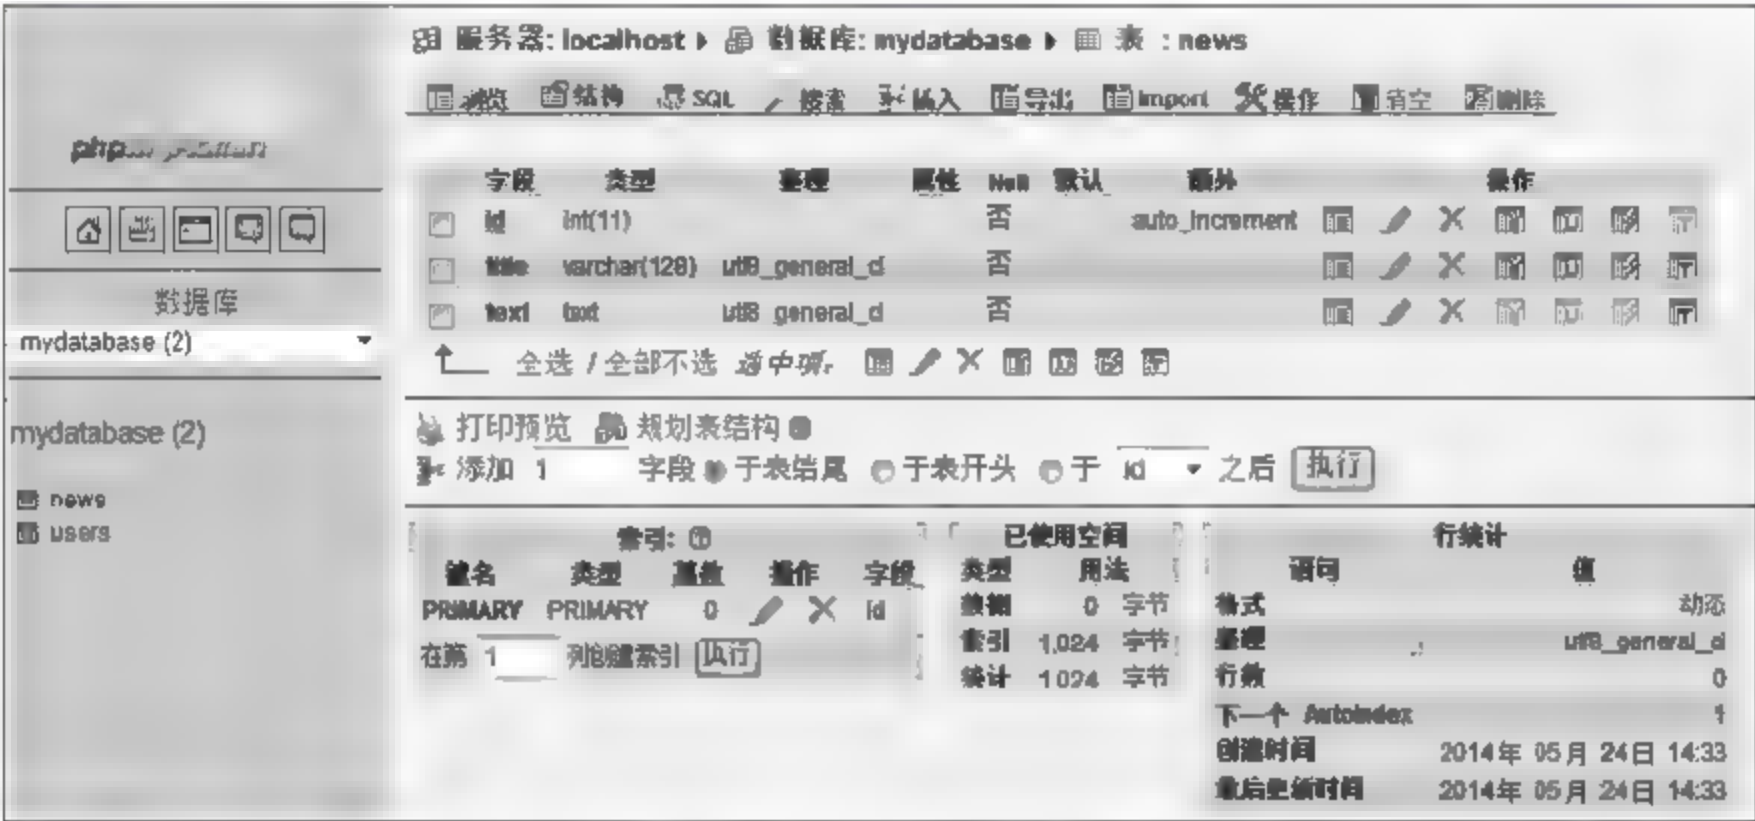 服务器: localhost ▸ 数据库: mydatabase ▸ 表 : news
浏览 结构 SQL 搜索 插入 导出 Import 操作 清空 删除
phpMyAdmin
数据库
mydatabase (2)
mydatabase (2)
news
users
字段 类型 整理 属性 Null 默认 额外 操作
id int(11) 否 auto_increment
title varchar(128) utf8_general_ci 否
text text utf8_general_ci 否
全选 / 全部不选 选中项:
打印预览 规划表结构
添加 1 字段 于表结尾 于表开头 于 id 之后 执行
索引:
键名 类型 基数 操作 字段
PRIMARY PRIMARY 0 id
在第 1 列创建索引 执行
已使用空间
类型 用法
数据 0 字节
索引 1,024 字节
统计 1024 字节
行统计
语句 值
格式 动态
整理 utf8_general_ci
行数 0
下一个 Autoindex 1
创建时间 2014年 05月 24日 14:33
最后更新时间 2014年 05月 24日 14:33